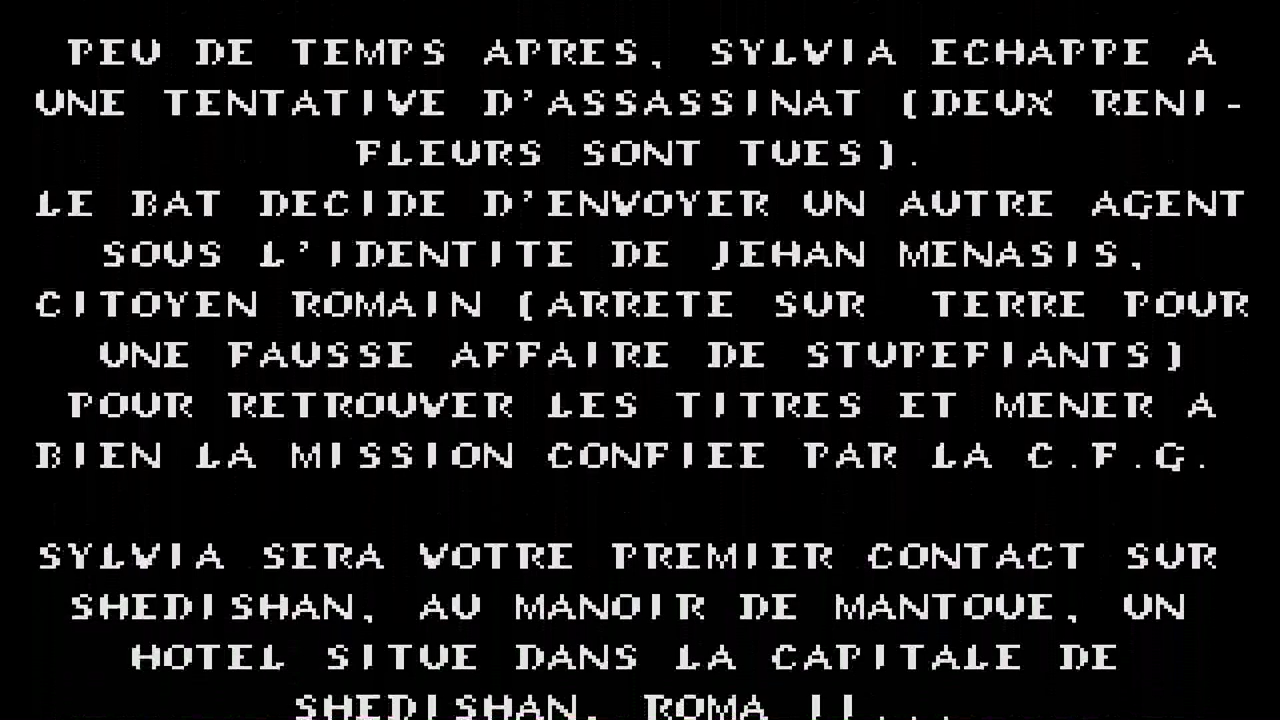 PEU DE TEMPS APRES, SYLVIA ECHAPPE A
UNE TENTATIVE D'ASSASSINAT (DEUX RENI-
FLEURS SONT TUES).
LE BAT DECIDE D'ENVOYER UN AUTRE AGENT
SOUS L'IDENTITE DE JEHAN MENASIS,
CITOYEN ROMAIN (ARRETE SUR TERRE POUR
UNE FAUSSE AFFAIRE DE STUPEFIANTS)
POUR RETROUVER LES TITRES ET MENER A
BIEN LA MISSION CONFIEE PAR LA C.F.G.
SYLVIA SERA VOTRE PREMIER CONTACT SUR
SHEDISHAN, AU MANOIR DE MANTOUE, UN
HOTEL SITUE DANS LA CAPITALE DE
SHEDISHAN, ROMA II...